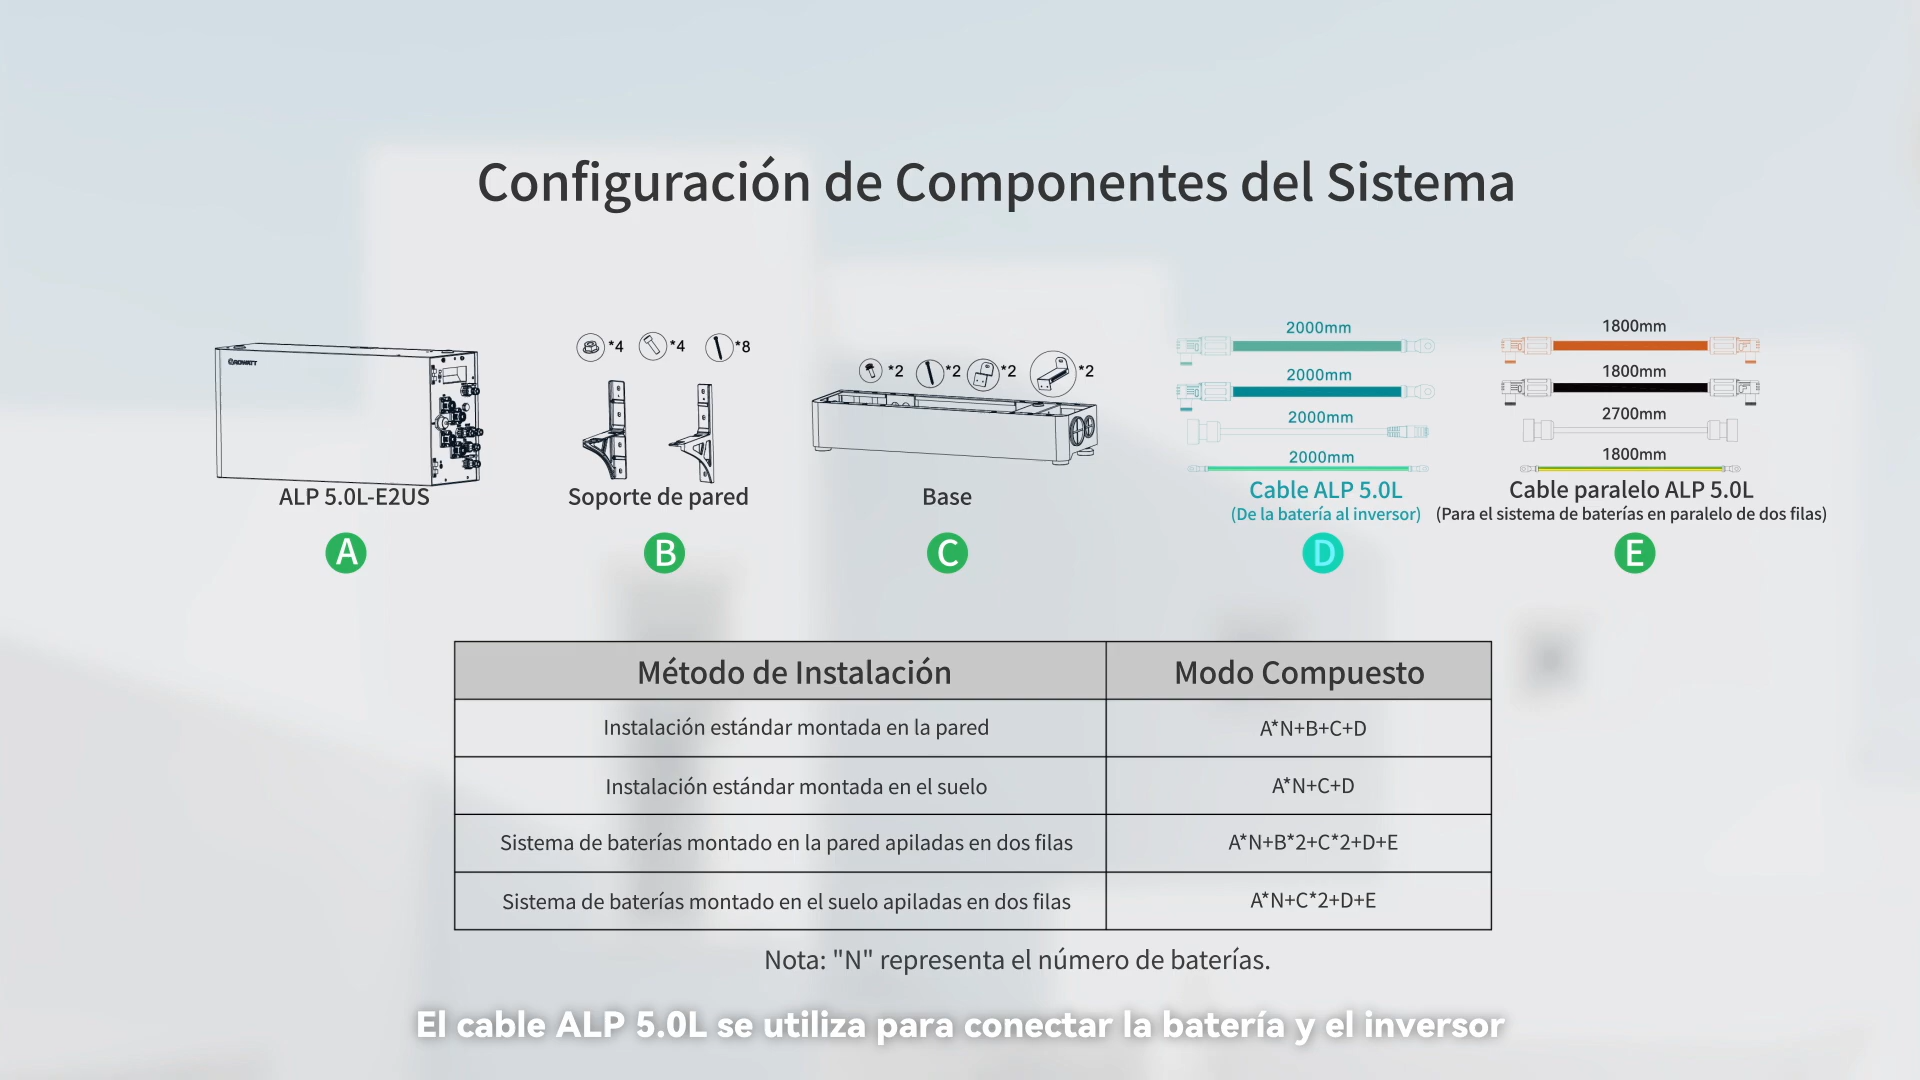 Configuración de Componentes del Sistema
GROWATT
ALP 5.0L-E2US
A
*4 *4 *8
Soporte de pared
B
*2 *2 *2 *2
Base
C
2000mm
2000mm
2000mm
2000mm
Cable ALP 5.0L
(De la batería al inversor)
D
1800mm
1800mm
2700mm
1800mm
Cable paralelo ALP 5.0L
(Para el sistema de baterías en paralelo de dos filas)
E
Método de Instalación Modo Compuesto
Instalación estándar montada en la pared A*N+B+C+D
Instalación estándar montada en el suelo A*N+C+D
Sistema de baterías montado en la pared apiladas en dos filas A*N+B*2+C*2+D+E
Sistema de baterías montado en el suelo apiladas en dos filas A*N+C*2+D+E
Nota: "N" representa el número de baterías.
El cable ALP 5.0L se utiliza para conectar la batería y el inversor